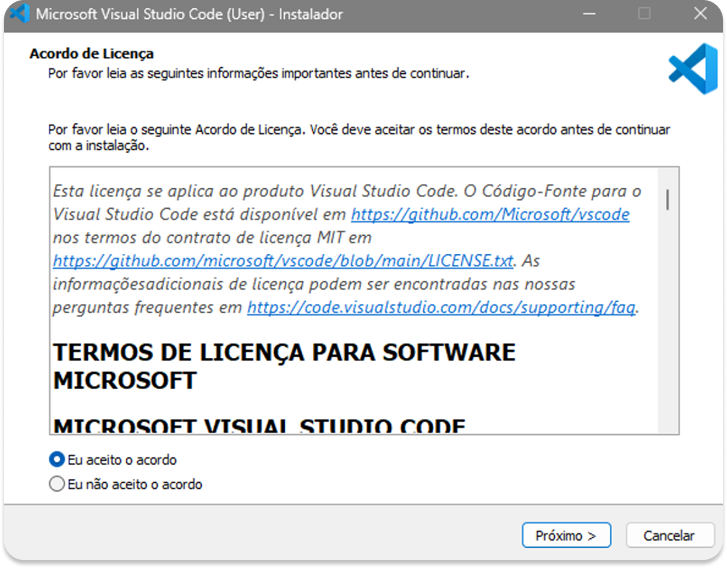 Microsoft Visual Studio Code (User) - Instalador
Acordo de Licença
Por favor leia as seguintes informações importantes antes de continuar.
Por favor leia o seguinte Acordo de Licença. Você deve aceitar os termos deste acordo antes de continuar
com a instalação.
Esta licença se aplica ao produto Visual Studio Code. O Código-Fonte para o
Visual Studio Code está disponível em https://github.com/Microsoft/vscode
nos termos do contrato de licença MIT em
https://github.com/microsoft/vscode/blob/main/LICENSE.txt. As
informaçõesadicionais de licença podem ser encontradas nas nossas
perguntas frequentes em https://code.visualstudio.com/docs/supporting/faq.
TERMOS DE LICENÇA PARA SOFTWARE
MICROSOFT
MICROSOFT VISUAL STUDIO CODE
Eu aceito o acordo
Eu não aceito o acordo
Próximo >
Cancelar